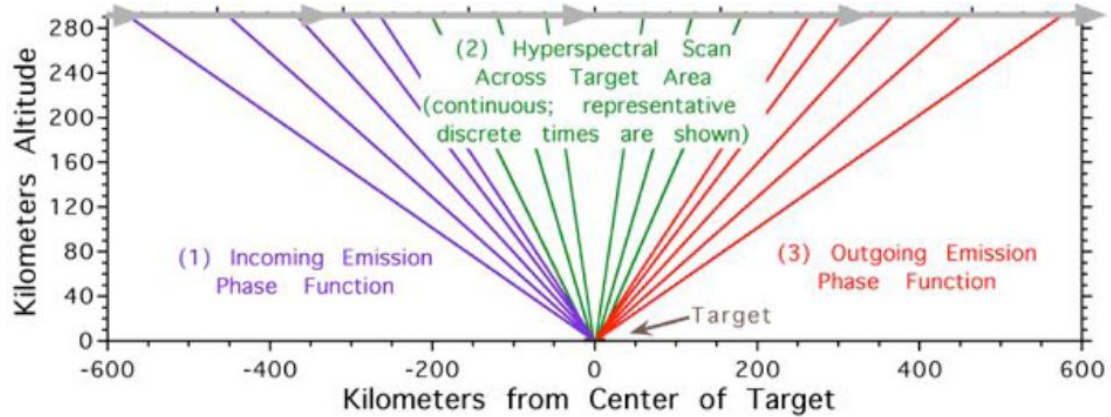 280
240
200
160
120
80
40
0
Kilometers Altitude
(2) Hyperspectral Scan
Across Target Area
(continuous; representative
discrete times are shown)
(1) Incoming Emission
Phase Function
(3) Outgoing Emission
Phase Function
Target
-600 -400 -200 0 200 400 600
Kilometers from Center of Target